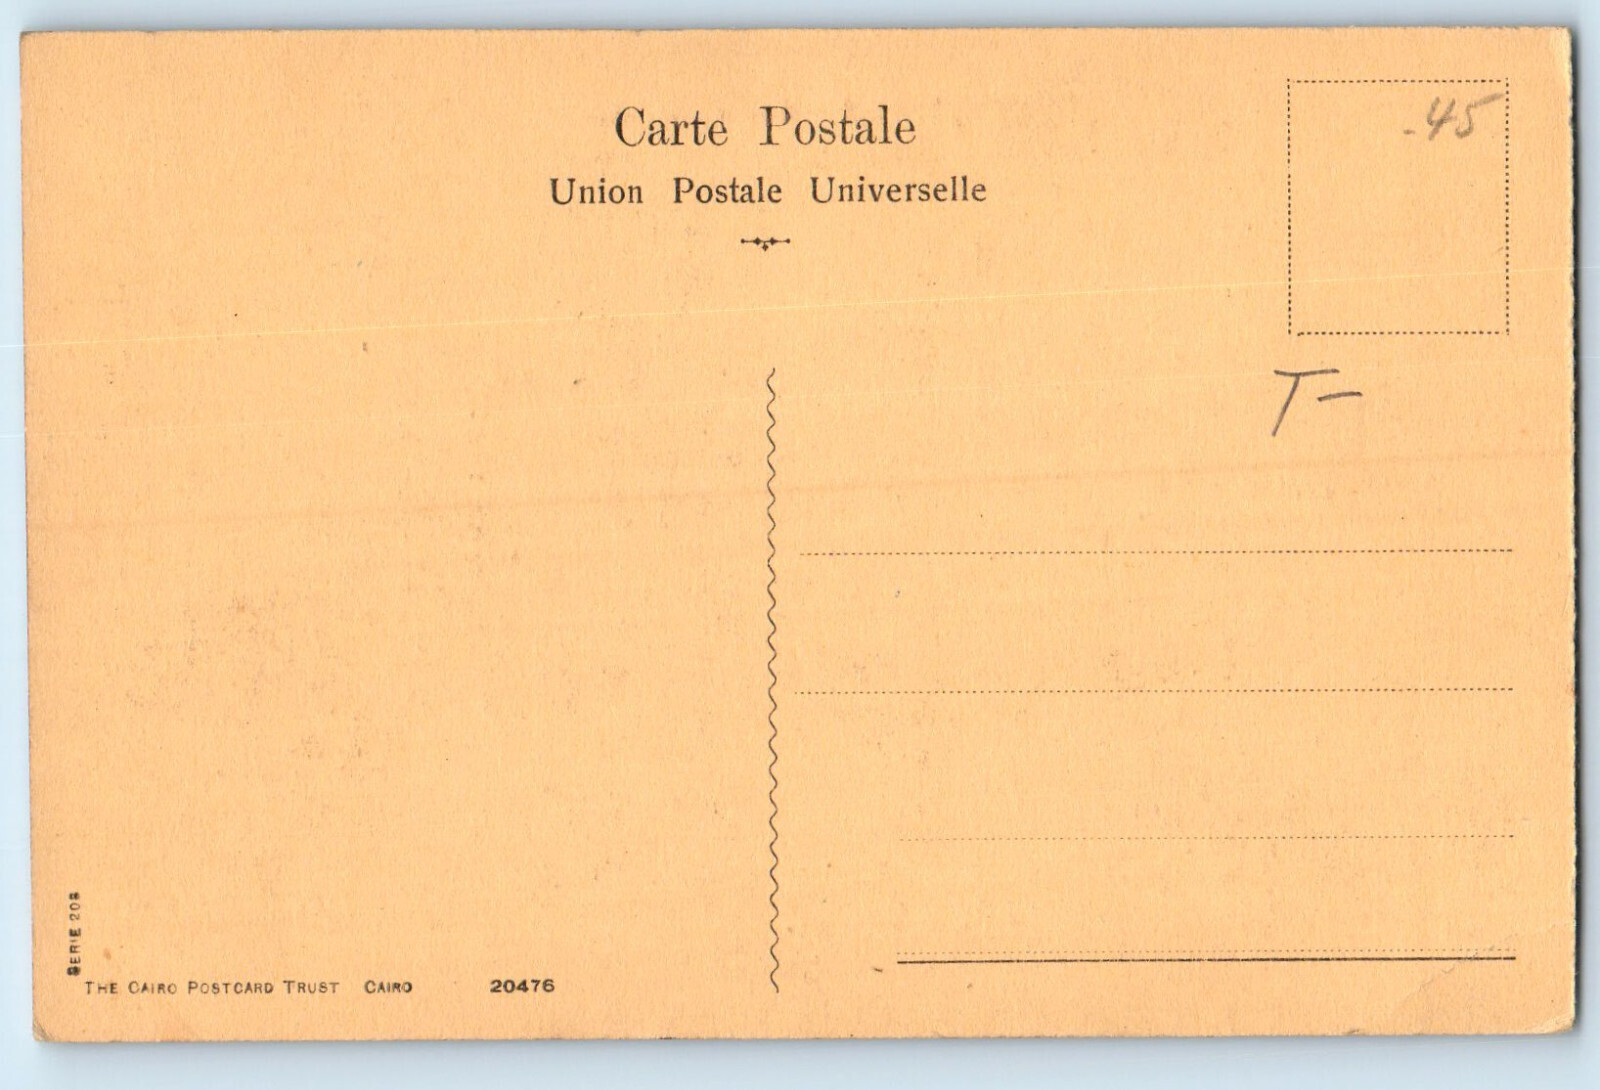 Carte Postale
Union Postale Universelle
.45
T=
SERIE 208
THE CAIRO POSTCARD TRUST CAIRO 20476